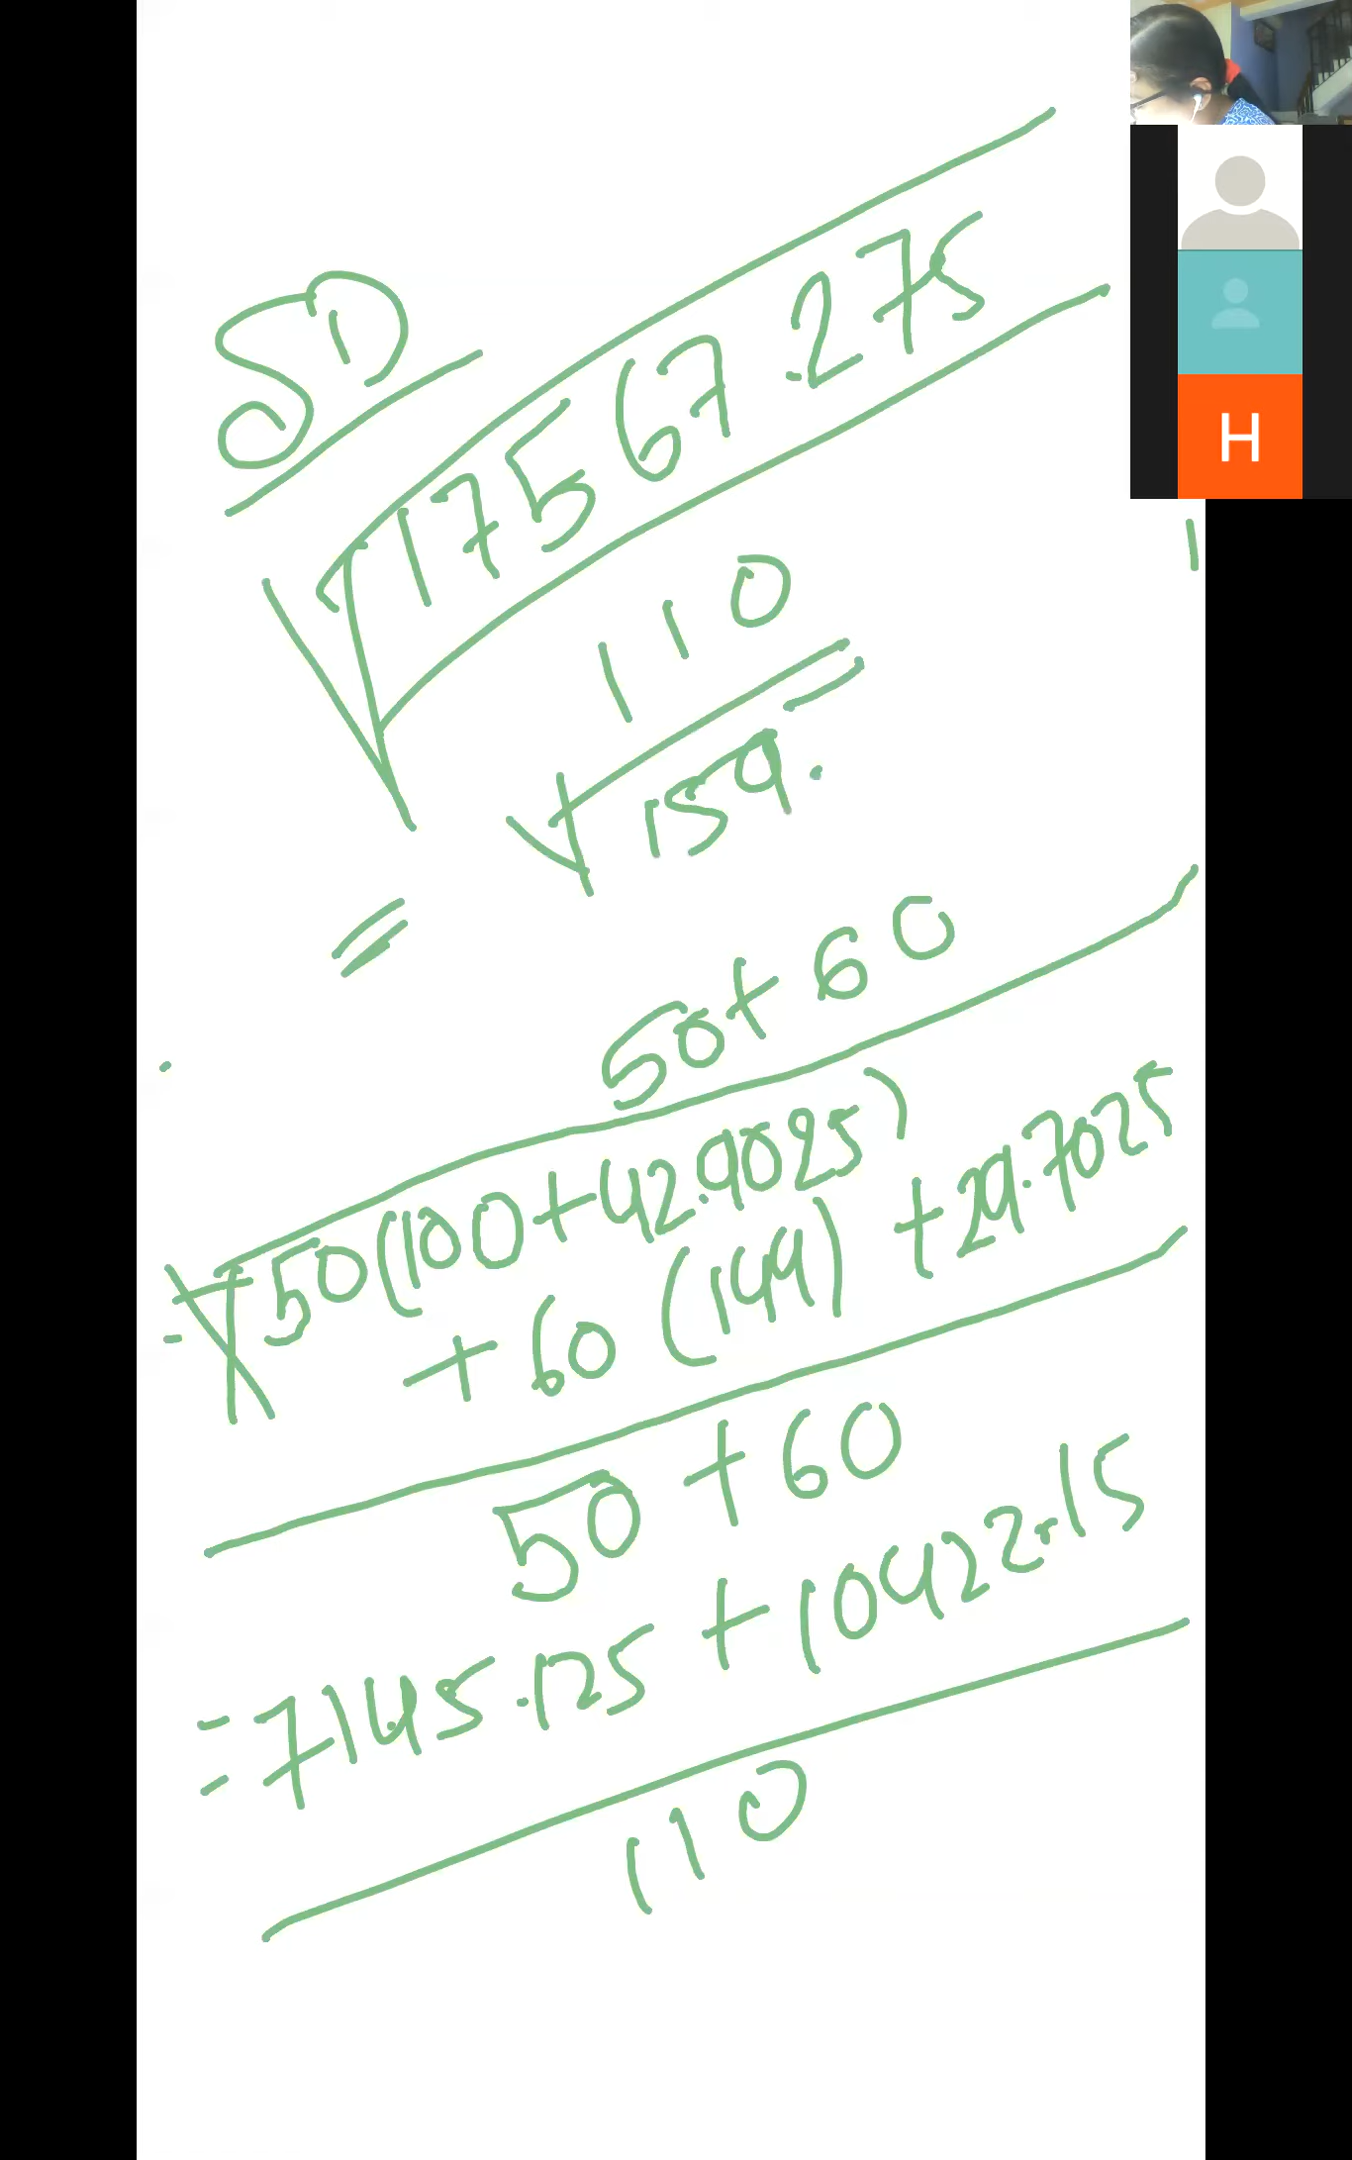 SD
√17567.275
110
= √159.
50+60
= √50(100+42.9025)
+60(144) + 29.7025
50+60
= 7145.125+10422.15
110
H